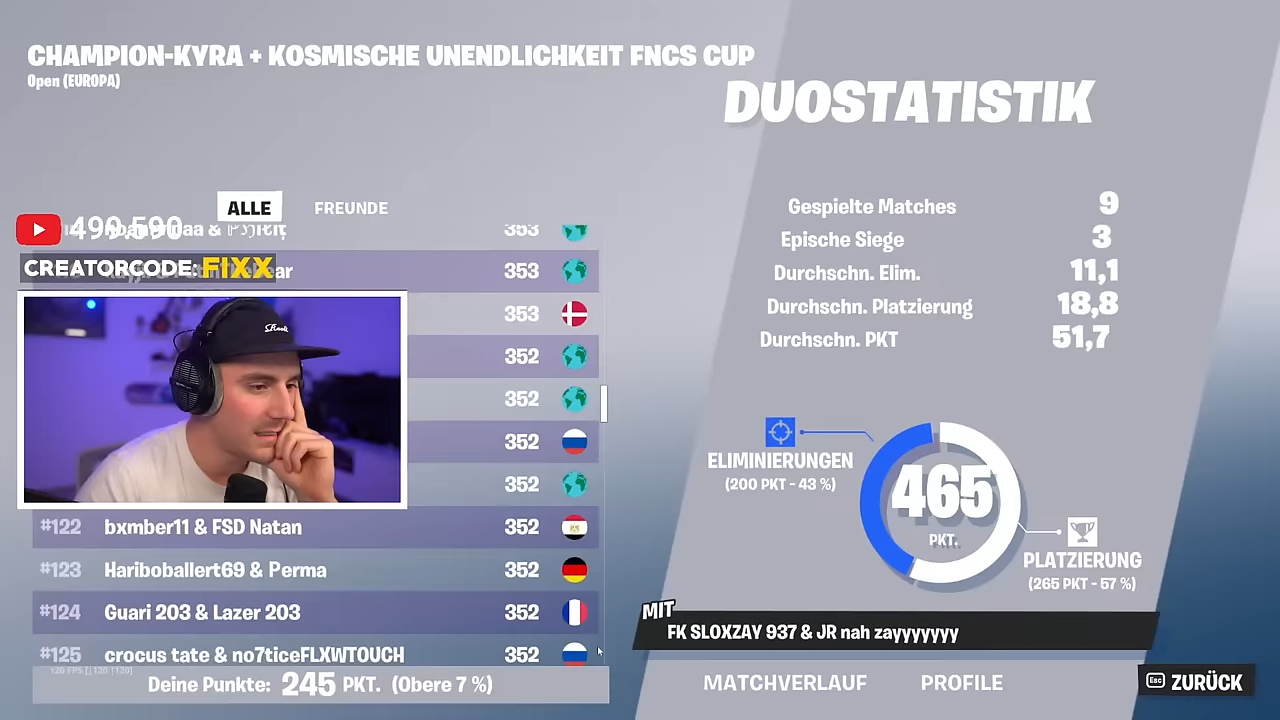 CHAMPION-KYRA + KOSMISCHE UNENDLICHKEIT FNCS CUP
Open (EUROPA)
DUOSTATISTIK
ALLE
FREUNDE
499.590
353
CREATORCODE: FIXX
353
353
352
352
352
352
#122 bxmber11 & FSD Natan 352
#123 Hariboballert69 & Perma 352
#124 Guari 203 & Lazer 203 352
#125 crocus tate & no7ticeFLXWTOUCH 352
Deine Punkte: 245 PKT. (Obere 7 %)
Gespielte Matches 9
Epische Siege 3
Durchschn. Elim. 11,1
Durchschn. Platzierung 18,8
Durchschn. PKT 51,7
ELIMINIERUNGEN
(200 PKT - 43 %)
465
PKT.
PLATZIERUNG
(265 PKT - 57 %)
MIT
FK SLOXZAY 937 & JR nah zayyyyyyy
MATCHVERLAUF
PROFILE
Esc ZURÜCK